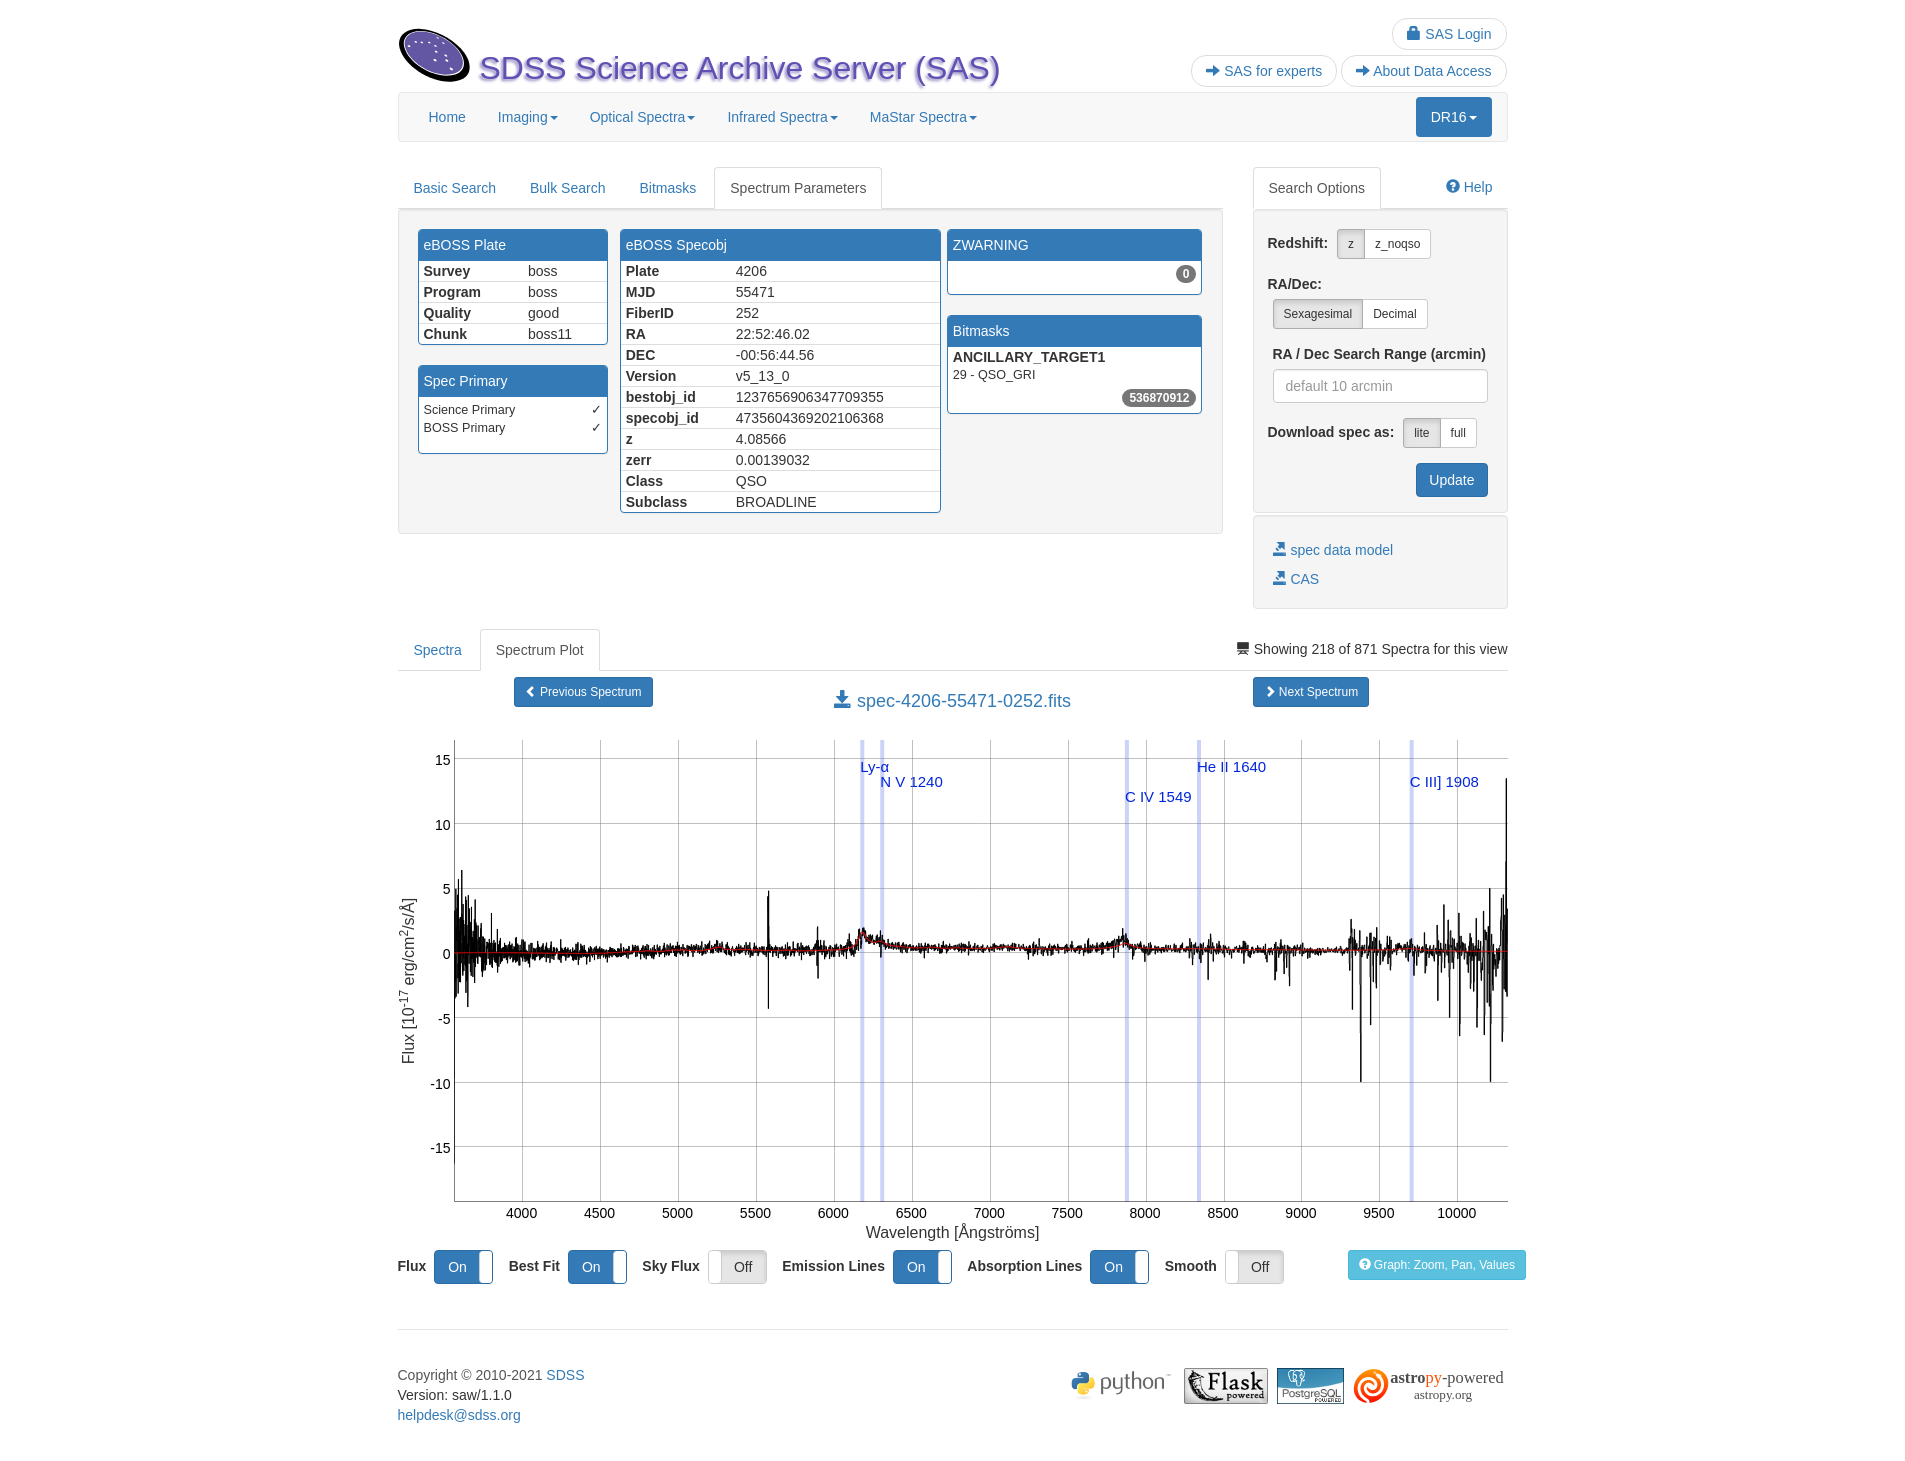 SAS Login
SDSS Science Archive Server (SAS)
SAS for experts
About Data Access
Home Imaging Optical Spectra Infrared Spectra MaStar Spectra DR16
Basic Search Bulk Search Bitmasks Spectrum Parameters
Search Options Help
eBOSS Plate
Survey boss
Program boss
Quality good
Chunk boss11
Spec Primary
Science Primary ✓
BOSS Primary ✓
eBOSS Specobj
Plate 4206
MJD 55471
FiberID 252
RA 22:52:46.02
DEC -00:56:44.56
Version v5_13_0
bestobj_id 1237656906347709355
specobj_id 4735604369202106368
z 4.08566
zerr 0.00139032
Class QSO
Subclass BROADLINE
ZWARNING
0
Bitmasks
ANCILLARY_TARGET1
29 - QSO_GRI
536870912
Redshift: z z_noqso
RA/Dec:
Sexagesimal Decimal
RA / Dec Search Range (arcmin)
default 10 arcmin
Download spec as: lite full
Update
spec data model
CAS
Spectra Spectrum Plot
Showing 218 of 871 Spectra for this view
Previous Spectrum
spec-4206-55471-0252.fits
Next Spectrum
Ly-α
N V 1240
C IV 1549
He II 1640
C III] 1908
15
10
5
0
-5
-10
-15
Flux [10-17 erg/cm2/s/Å]
4000 4500 5000 5500 6000 6500 7000 7500 8000 8500 9000 9500 10000
Wavelength [Ångströms]
Flux On Best Fit On Sky Flux Off Emission Lines On Absorption Lines On Smooth Off
Graph: Zoom, Pan, Values
Copyright © 2010-2021 SDSS
Version: saw/1.1.0
helpdesk@sdss.org
python
Flask
powered
PostgreSQL
POWERED
astropy-powered
astropy.org